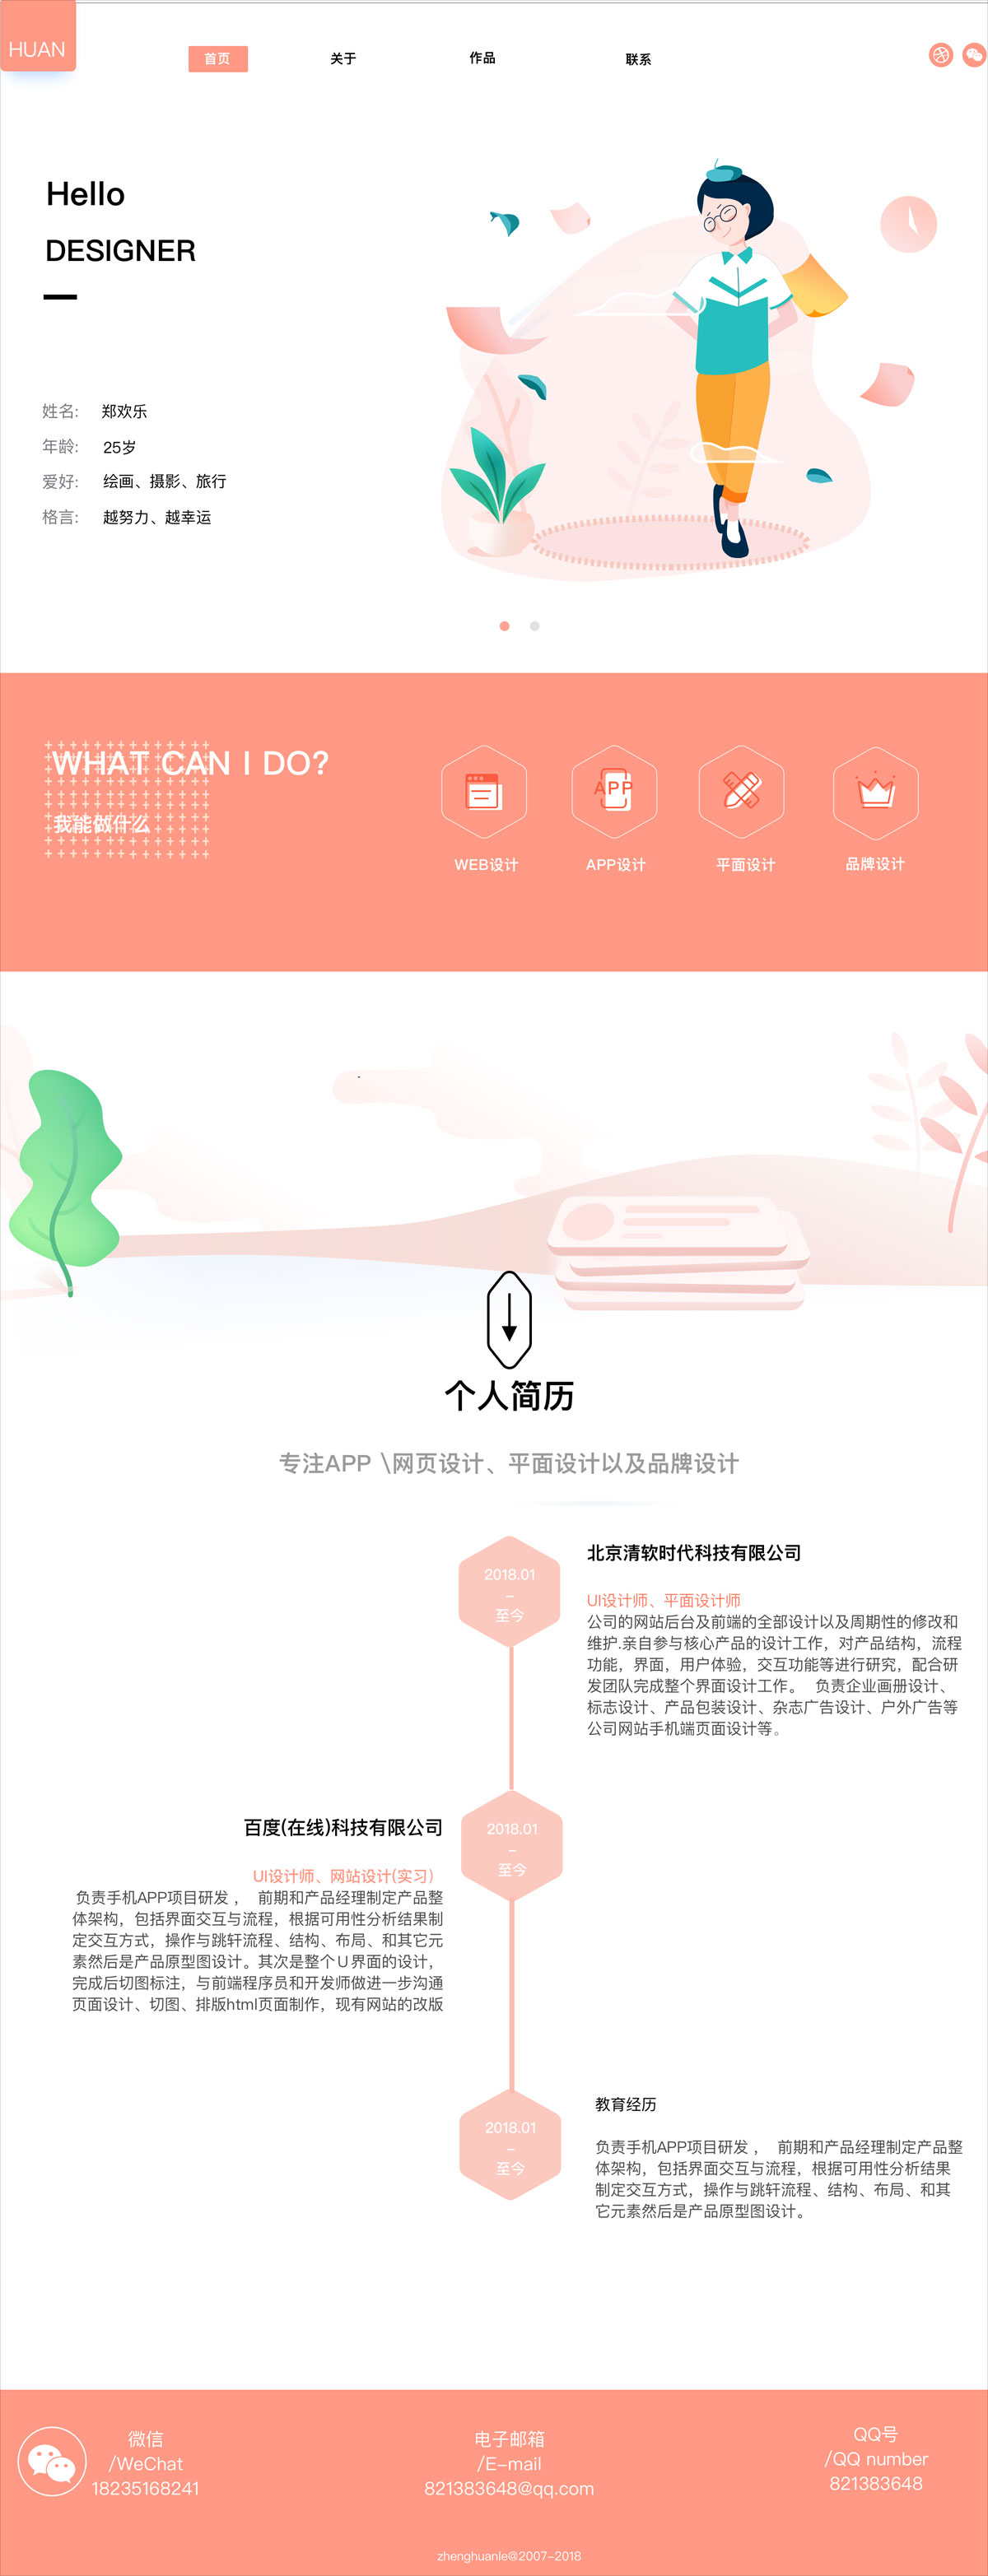 HUAN
首页
关于
作品
联系
Hello
DESIGNER
姓名: 郑欢乐
年龄: 25岁
爱好: 绘画、摄影、旅行
格言: 越努力、越幸运
WHAT CAN I DO?
我能做什么
APP
WEB设计
APP设计
平面设计
品牌设计
个人简历
专注APP \网页设计、平面设计以及品牌设计
2018.01
–
至今
北京清软时代科技有限公司
UI设计师、平面设计师
公司的网站后台及前端的全部设计以及周期性的修改和
维护.亲自参与核心产品的设计工作，对产品结构，流程
功能，界面，用户体验，交互功能等进行研究，配合研
发团队完成整个界面设计工作。 负责企业画册设计、
标志设计、产品包装设计、杂志广告设计、户外广告等
公司网站手机端页面设计等。
百度(在线)科技有限公司
UI设计师、网站设计(实习）
负责手机APP项目研发 ， 前期和产品经理制定产品整
体架构，包括界面交互与流程，根据可用性分析结果制
定交互方式，操作与跳轩流程、结构、布局、和其它元
素然后是产品原型图设计。其次是整个Ｕ界面的设计，
完成后切图标注，与前端程序员和开发师做进一步沟通
页面设计、切图、排版html页面制作，现有网站的改版
2018.01
–
至今
2018.01
–
至今
教育经历
负责手机APP项目研发 ， 前期和产品经理制定产品整
体架构，包括界面交互与流程，根据可用性分析结果
制定交互方式，操作与跳轩流程、结构、布局、和其
它元素然后是产品原型图设计。
微信
/WeChat
18235168241
电子邮箱
/E-mail
821383648@qq.com
QQ号
/QQ number
821383648
zhenghuanle@2007-2018